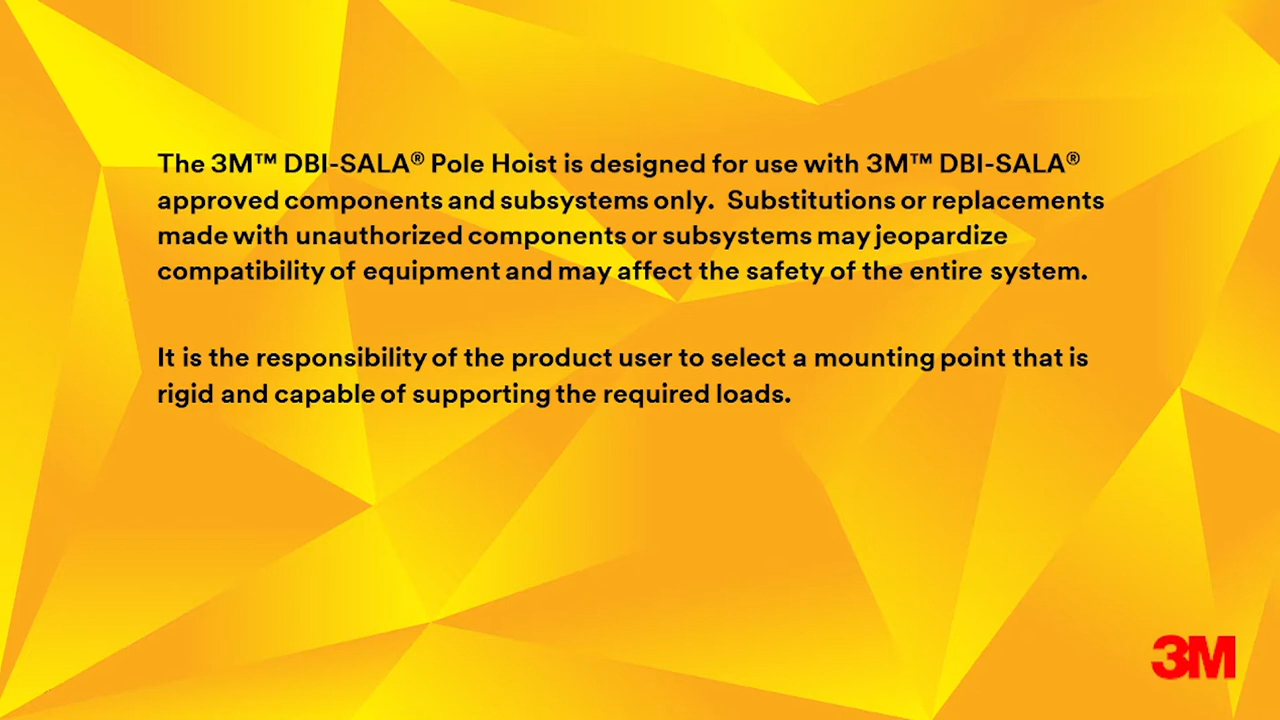 The 3M™ DBI-SALA® Pole Hoist is designed for use with 3M™ DBI-SALA®
approved components and subsystems only.  Substitutions or replacements
made with unauthorized components or subsystems may jeopardize
compatibility of equipment and may affect the safety of the entire system.
It is the responsibility of the product user to select a mounting point that is
rigid and capable of supporting the required loads.
3M